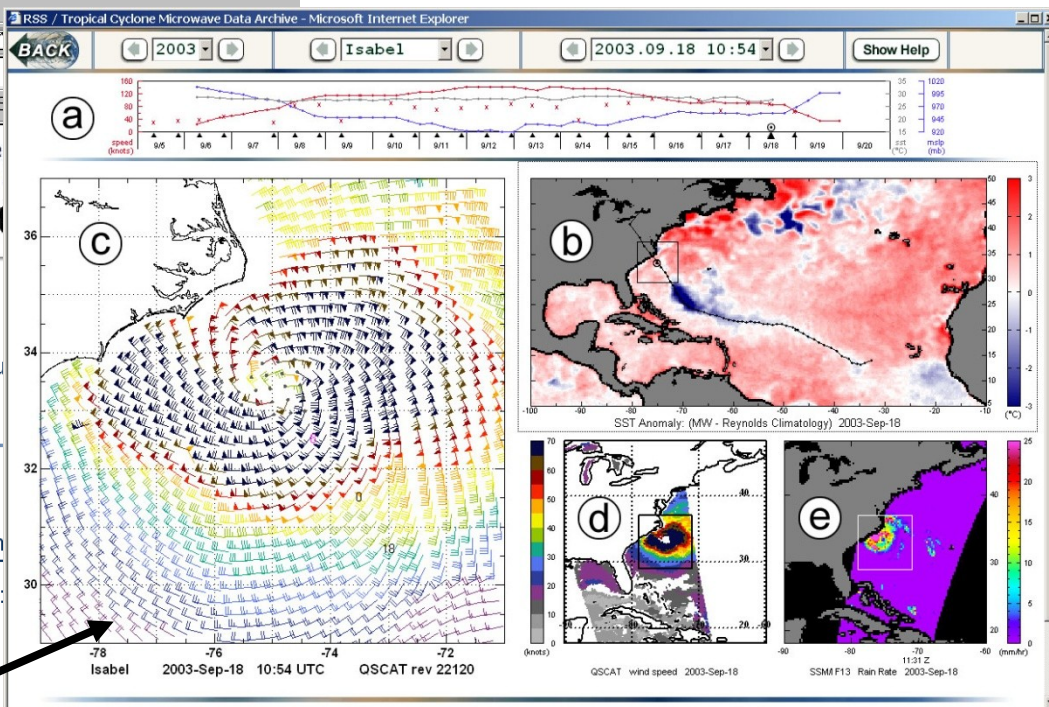 RSS / Tropical Cyclone Microwave Data Archive - Microsoft Internet Explorer
BACK 2003 Isabel 2003.09.18 10:54 Show Help
a
160 120 80 40 0
speed (knots)
9/5 9/6 9/7 9/8 9/9 9/10 9/11 9/12 9/13 9/14 9/15 9/16 9/17 9/18 9/19 9/20
35 30 25 20 15
sst (°C)
1020 995 970 945 920
mslp (mb)
c
36
34
32
30
-78 -76 -74 -72
0
18
Isabel 2003-Sep-18 10:54 UTC QSCAT rev 22120
b
50 45 40 35 30 25 20 15 10 5
-100 -90 -80 -70 -60 -50 -40 -30 -20 -10
3 2 1 0 -1 -2 -3
(°C)
SST Anomaly: (MW - Reynolds Climatology) 2003-Sep-18
d
70 60 50 40 30 20 10 0
(knots)
40
30
20
QSCAT wind speed 2003-Sep-18
e
-90 -80 -70 -60
11:31 Z
25 20 15 10 5 0
(mm/hr)
40
30
20
SSM/I F13 Rain Rate 2003-Sep-18